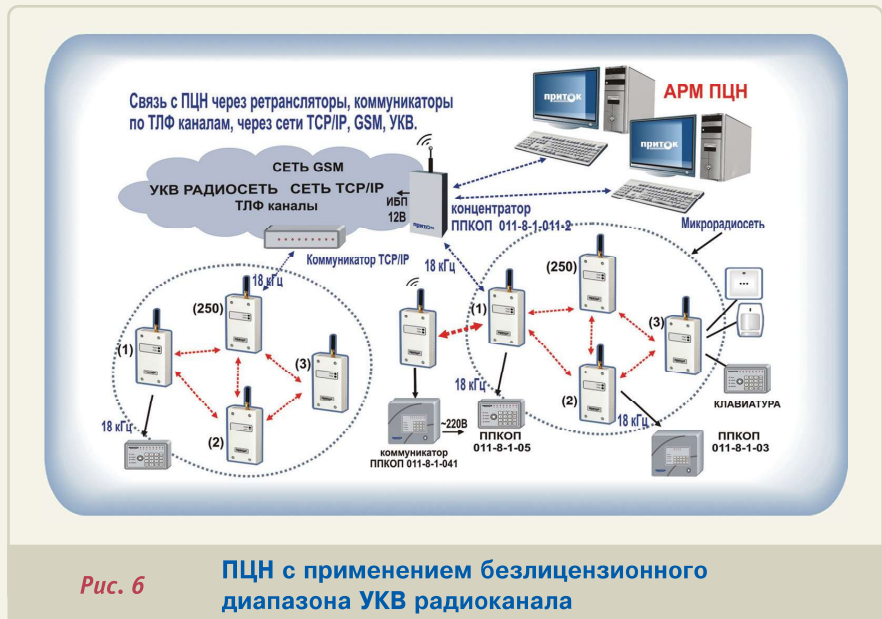 Связь с ПЦН через ретрансляторы, коммуникаторы
по ТЛФ каналам, через сети TCP/IP, GSM, УКВ.
приток
АРМ ПЦН
приток
СЕТЬ GSM
УКВ РАДИОСЕТЬ СЕТЬ TCP/IP
ТЛФ каналы
ИБП
12В
приток
концентратор
ППКОП 011-8-1-011-2
Микрорадиосеть
Коммуникатор TCP/IP
18 кГц
18 кГц
(250)
(1)
(3)
(2)
18 кГц
(250)
(1)
(3)
(2)
18 кГц
18 кГц
КЛАВИАТУРА
~220В
коммуникатор
ППКОП 011-8-1-041
ППКОП
011-8-1-05
ППКОП
011-8-1-03
Рис. 6
ПЦН с применением безлицензионного
диапазона УКВ радиоканала